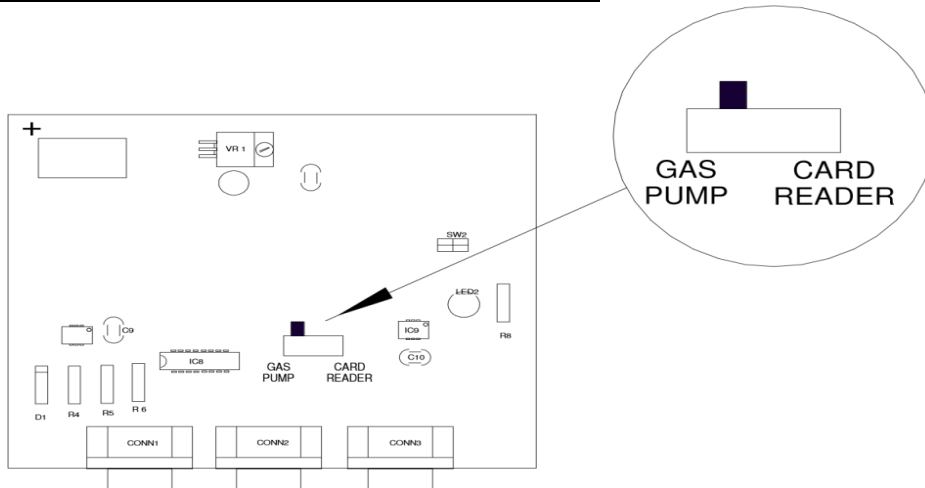 GAS
PUMP
CARD
READER
+
VR 1
SW2
LED2
C9
IC9
R8
IC8
C10
GAS
PUMP
CARD
READER
D1
R4
R5
R 6
CONN1
CONN2
CONN3